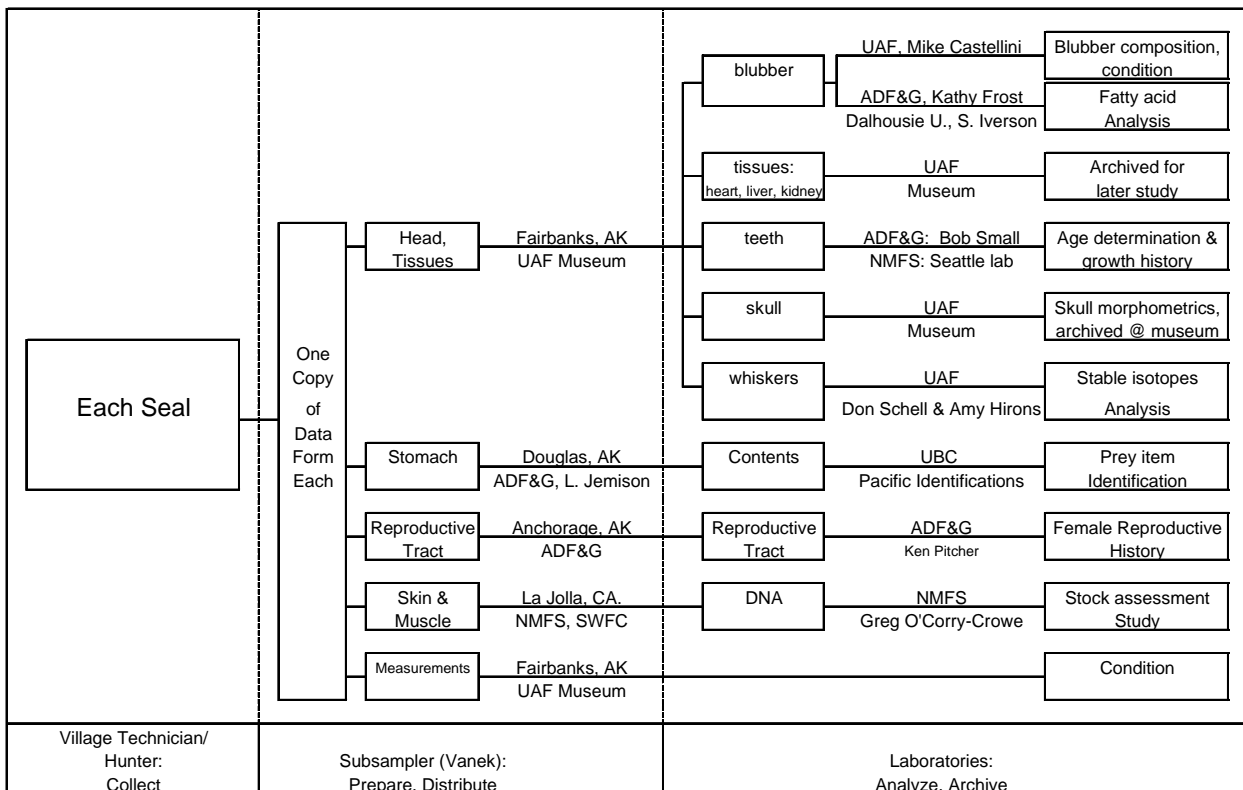 Each Seal
One
Copy
of
Data
Form
Each
Head,
Tissues
Fairbanks, AK
UAF Museum
blubber
UAF, Mike Castellini
Blubber composition,
condition
ADF&G, Kathy Frost
Dalhousie U., S. Iverson
Fatty acid
Analysis
tissues:
heart, liver, kidney
UAF
Museum
Archived for
later study
teeth
ADF&G: Bob Small
NMFS: Seattle lab
Age determination &
growth history
skull
UAF
Museum
Skull morphometrics,
archived @ museum
whiskers
UAF
Don Schell & Amy Hirons
Stable isotopes
Analysis
Stomach
Douglas, AK
ADF&G, L. Jemison
Contents
UBC
Pacific Identifications
Prey item
Identification
Reproductive
Tract
Anchorage, AK
ADF&G
Reproductive
Tract
ADF&G
Ken Pitcher
Female Reproductive
History
Skin &
Muscle
La Jolla, CA.
NMFS, SWFC
DNA
NMFS
Greg O'Corry-Crowe
Stock assessment
Study
Measurements
Fairbanks, AK
UAF Museum
Condition
Village Technician/
Hunter:
Collect
Subsampler (Vanek):
Prepare, Distribute
Laboratories:
Analyze, Archive